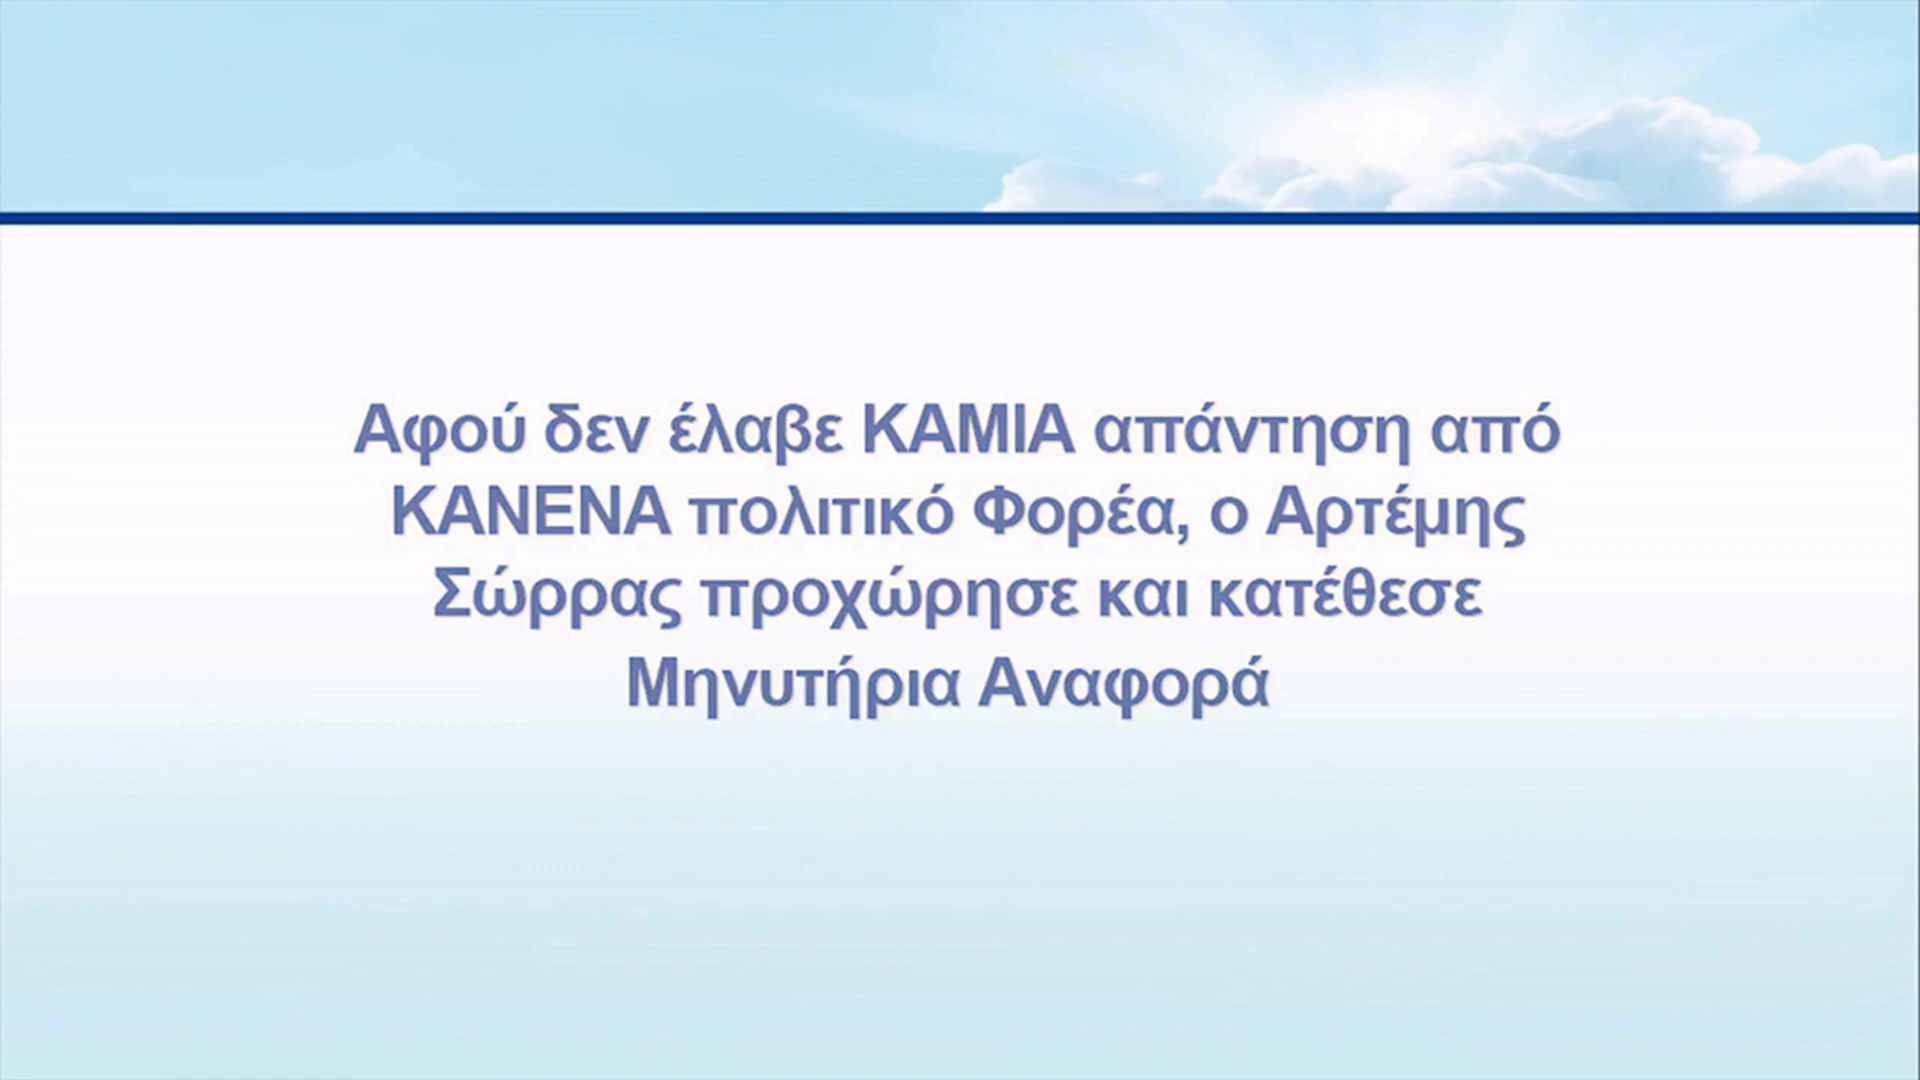 Αφού δεν έλαβε ΚΑΜΙΑ απάντηση από
ΚΑΝΕΝΑ πολιτικό Φορέα, ο Αρτέμης
Σώρρας προχώρησε και κατέθεσε
Μηνυτήρια Αναφορά